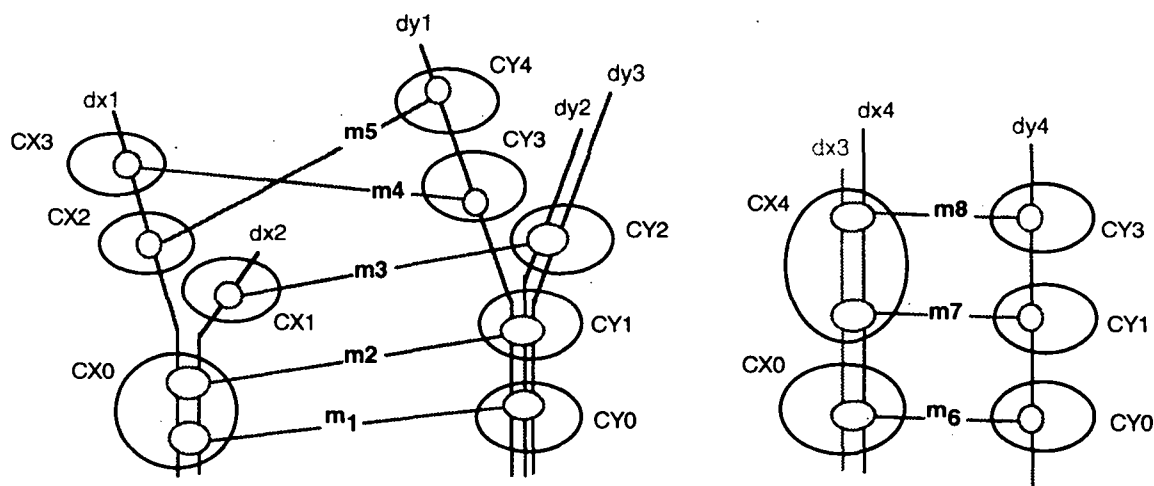 dy1
CY4
dy3
dx1
dy2
dx4
CX3
m5
CY3
dx3
dy4
m4
CX4
m8
CX2
dx2
CY2
CY3
m3
CX1
CY1
m7
CY1
CX0
m2
CX0
m1
CY0
m6
CY0